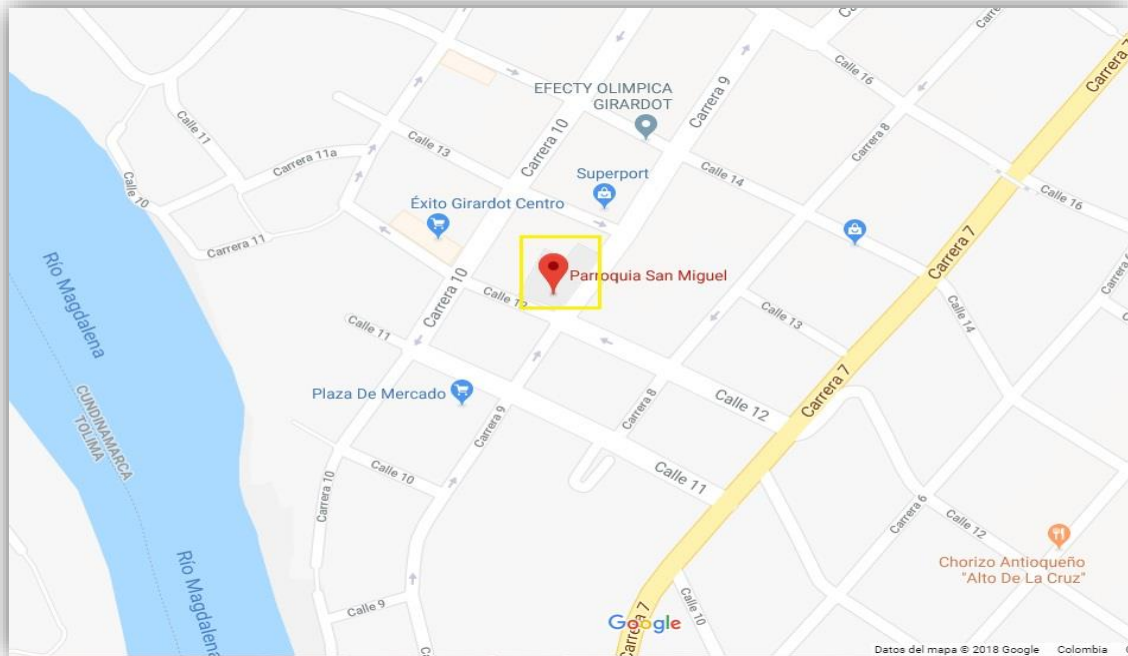 Carrera 7
Calle 16
Carrera 9
EFECTY OLIMPICA
GIRARDOT
Carrera 10
Calle 11
Calle 13
Carrera 8
Carrera 11a
Calle 14
Superport
Calle 10
Éxito Girardot Centro
Calle 16
Carrera 7
Carrera 11
Río Magdalena
Parroquia San Miguel
Carrera 10
Calle 12
Calle 13
Calle 14
Calle 11
Plaza De Mercado
Carrera 7
CUNDINAMARCA
TOLIMA
Carrera 9
Carrera 8
Calle 12
Calle 10
Calle 11
Carrera 10
Carrera 6
Calle 12
Río Magdalena
Chorizo Antioqueño
"Alto De La Cruz"
Calle 9
Calle 10
Carrera 7
Google
Datos del mapa © 2018 Google Colombia